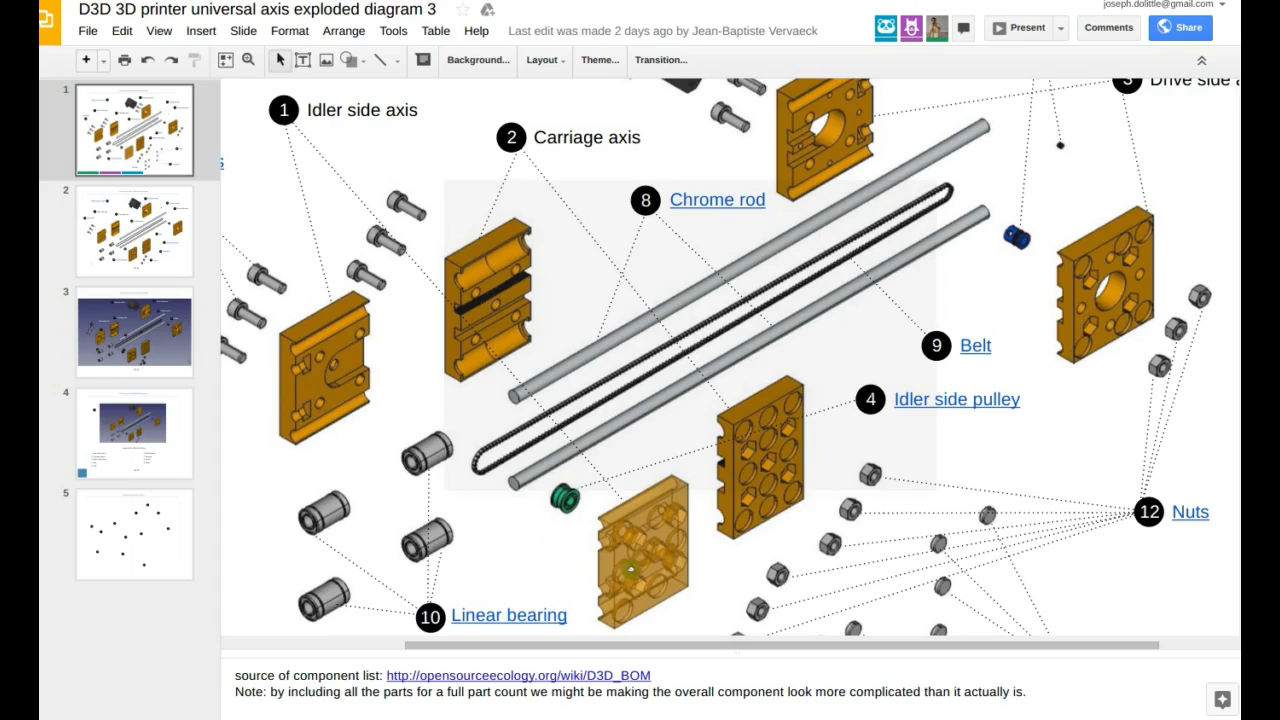 D3D 3D printer universal axis exploded diagram 3
joseph.dolittle@gmail.com
File Edit View Insert Slide Format Arrange Tools Table Help Last edit was made 2 days ago by Jean-Baptiste Vervaeck
Present Comments Share
Background... Layout Theme... Transition...
1
2
3
4
5
1 Idler side axis
2 Carriage axis
3 Drive side a
8 Chrome rod
9 Belt
4 Idler side pulley
12 Nuts
10 Linear bearing
source of component list: http://opensourceecology.org/wiki/D3D_BOM
Note: by including all the parts for a full part count we might be making the overall component look more complicated than it actually is.